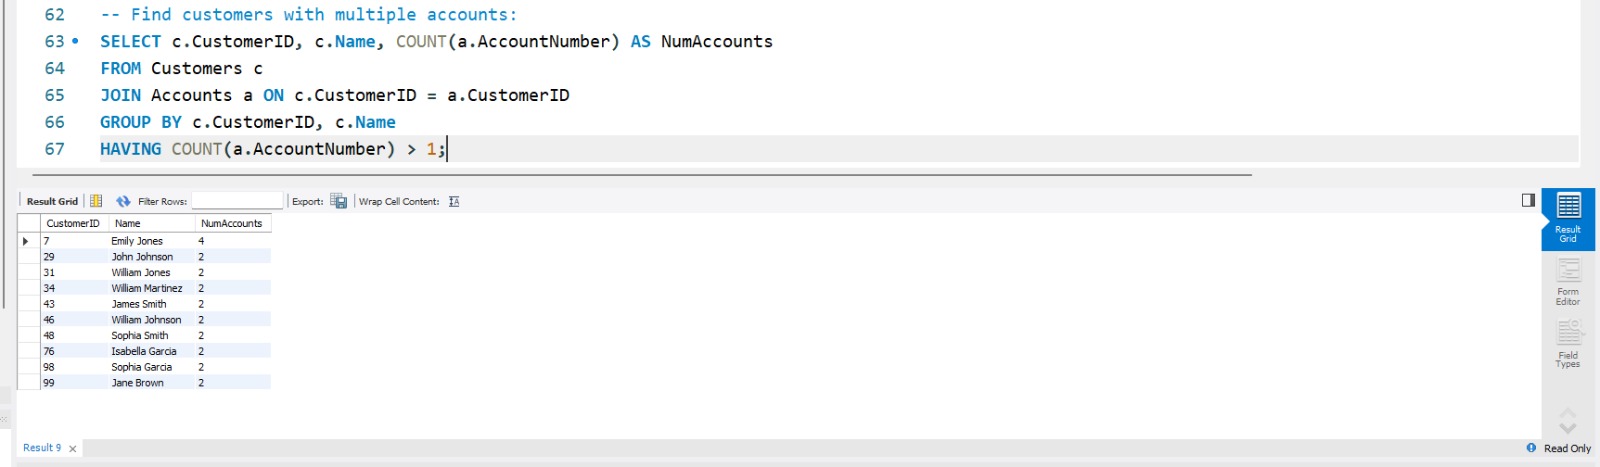 62 -- Find customers with multiple accounts:
63 SELECT c.CustomerID, c.Name, COUNT(a.AccountNumber) AS NumAccounts
64 FROM Customers c
65 JOIN Accounts a ON c.CustomerID = a.CustomerID
66 GROUP BY c.CustomerID, c.Name
67 HAVING COUNT(a.AccountNumber) > 1;
Result Grid Filter Rows: Export: Wrap Cell Content:
CustomerID Name NumAccounts
7 Emily Jones 4
29 John Johnson 2
31 William Jones 2
34 William Martinez 2
43 James Smith 2
46 William Johnson 2
48 Sophia Smith 2
76 Isabella Garcia 2
98 Sophia Garcia 2
99 Jane Brown 2
Result
Grid
Form
Editor
Field
Types
Result 9
Read Only